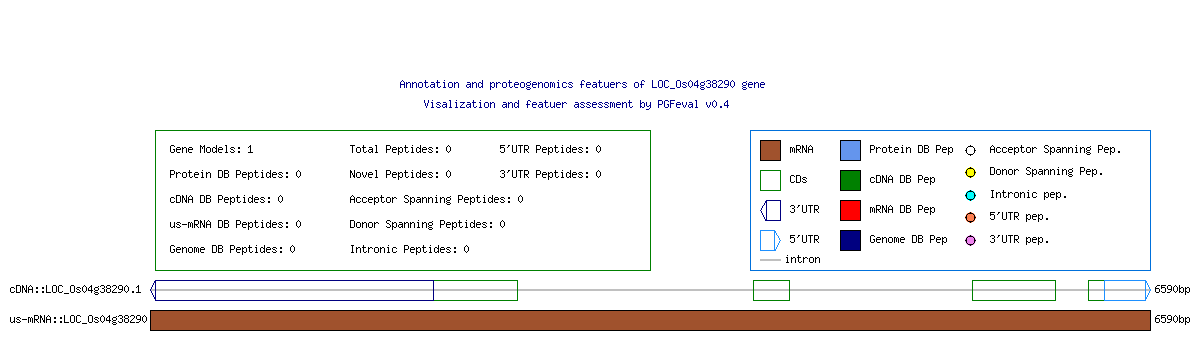 Annotation and proteogenomics featuers of LOC_Os04g38290 gene
Visalization and featuer assessment by PGFeval v0.4
Gene Models: 1 Total Peptides: 0 5'UTR Peptides: 0
Protein DB Peptides: 0 Novel Peptides: 0 3'UTR Peptides: 0
cDNA DB Peptides: 0 Acceptor Spanning Peptides: 0
us-mRNA DB Peptides: 0 Donor Spanning Peptides: 0
Genome DB Peptides: 0 Intronic Peptides: 0
mRNA Protein DB Pep Acceptor Spanning Pep.
CDs cDNA DB Pep Donor Spanning Pep.
3'UTR mRNA DB Pep Intronic pep.
5'UTR Genome DB Pep 5'UTR pep.
intron 3'UTR pep.
cDNA::LOC_Os04g38290.1 6590bp
us-mRNA::LOC_Os04g38290 6590bp